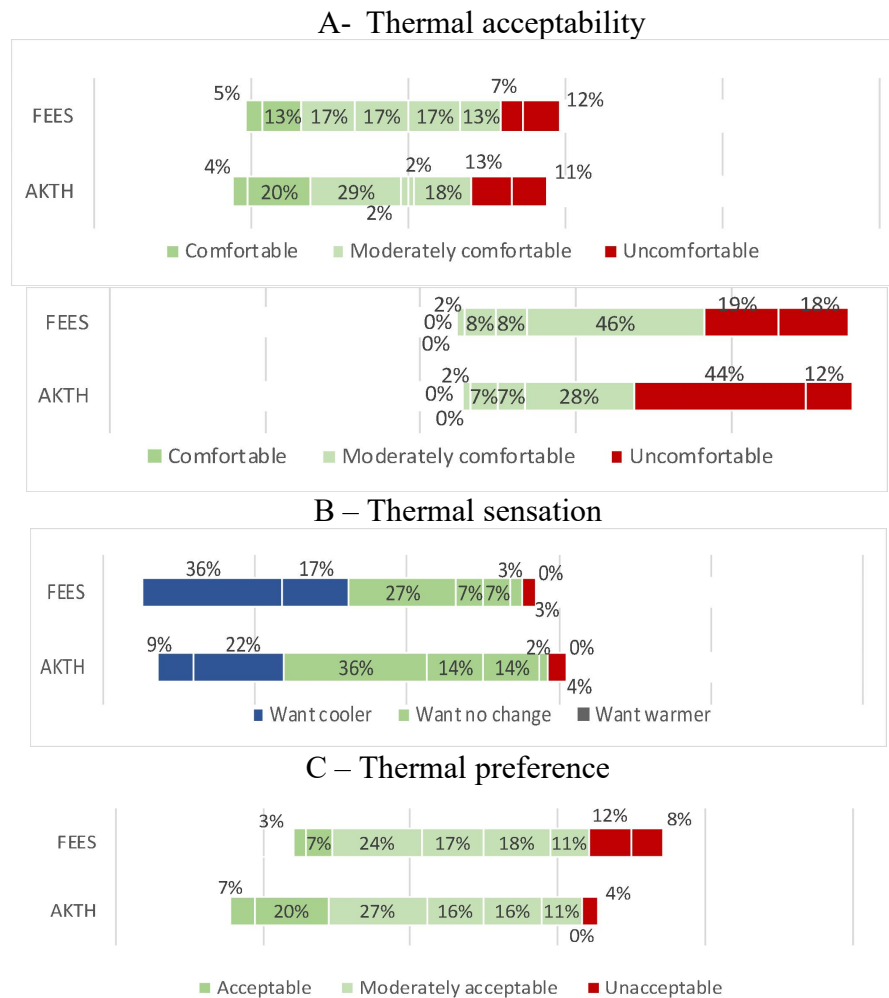 A- Thermal acceptability
5% 7% 12%
FEES 13% 17% 17% 17% 13%
4% 2% 13% 11%
AKTH 20% 29% 18%
2%
Comfortable Moderately comfortable Uncomfortable
2% 19% 18%
FEES 0% 8% 8% 46%
0%
2% 44% 12%
AKTH 0% 7% 7% 28%
0%
Comfortable Moderately comfortable Uncomfortable
B – Thermal sensation
36% 17% 3% 0%
FEES 27% 7% 7%
3%
9% 22% 2% 0%
AKTH 36% 14% 14%
4%
Want cooler Want no change Want warmer
C – Thermal preference
3% 12% 8%
FEES 7% 24% 17% 18% 11%
7% 4%
AKTH 20% 27% 16% 16% 11%
0%
Acceptable Moderately acceptable Unacceptable